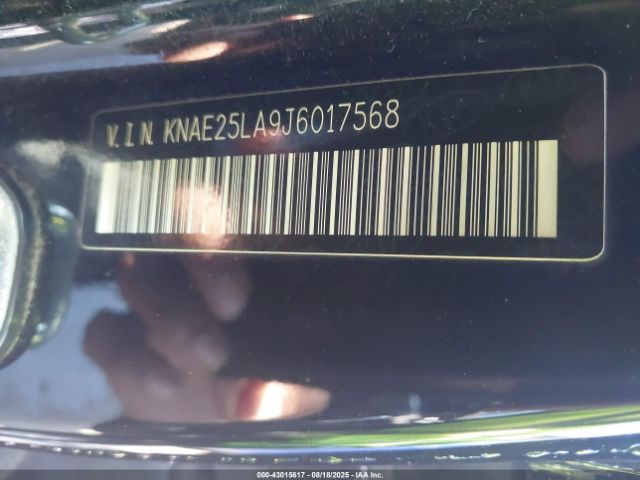 V.I.N. KNAE25LA9J6017568
000-43015617 - 08/18/2025 - IAA Inc.